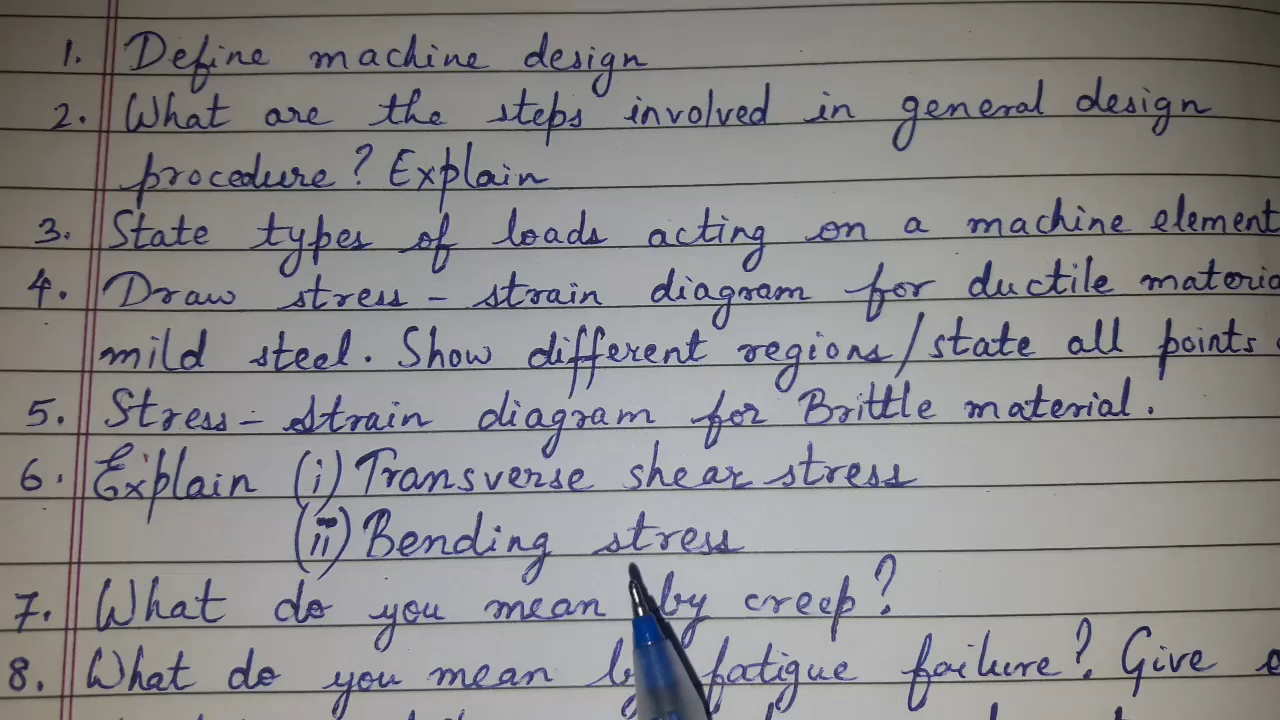 1. Define machine design
2. What are the steps involved in general design
procedure? Explain
3. State types of loads acting on a machine element
4. Draw stress - strain diagram for ductile
mild steel. Show different regions/state all points
5. Stress - strain diagram for Brittle material.
6. Explain (i) Transverse shear stress
(ii) Bending stress
7. What do you mean by creep?
8. What do you mean by fatigue failure? Give